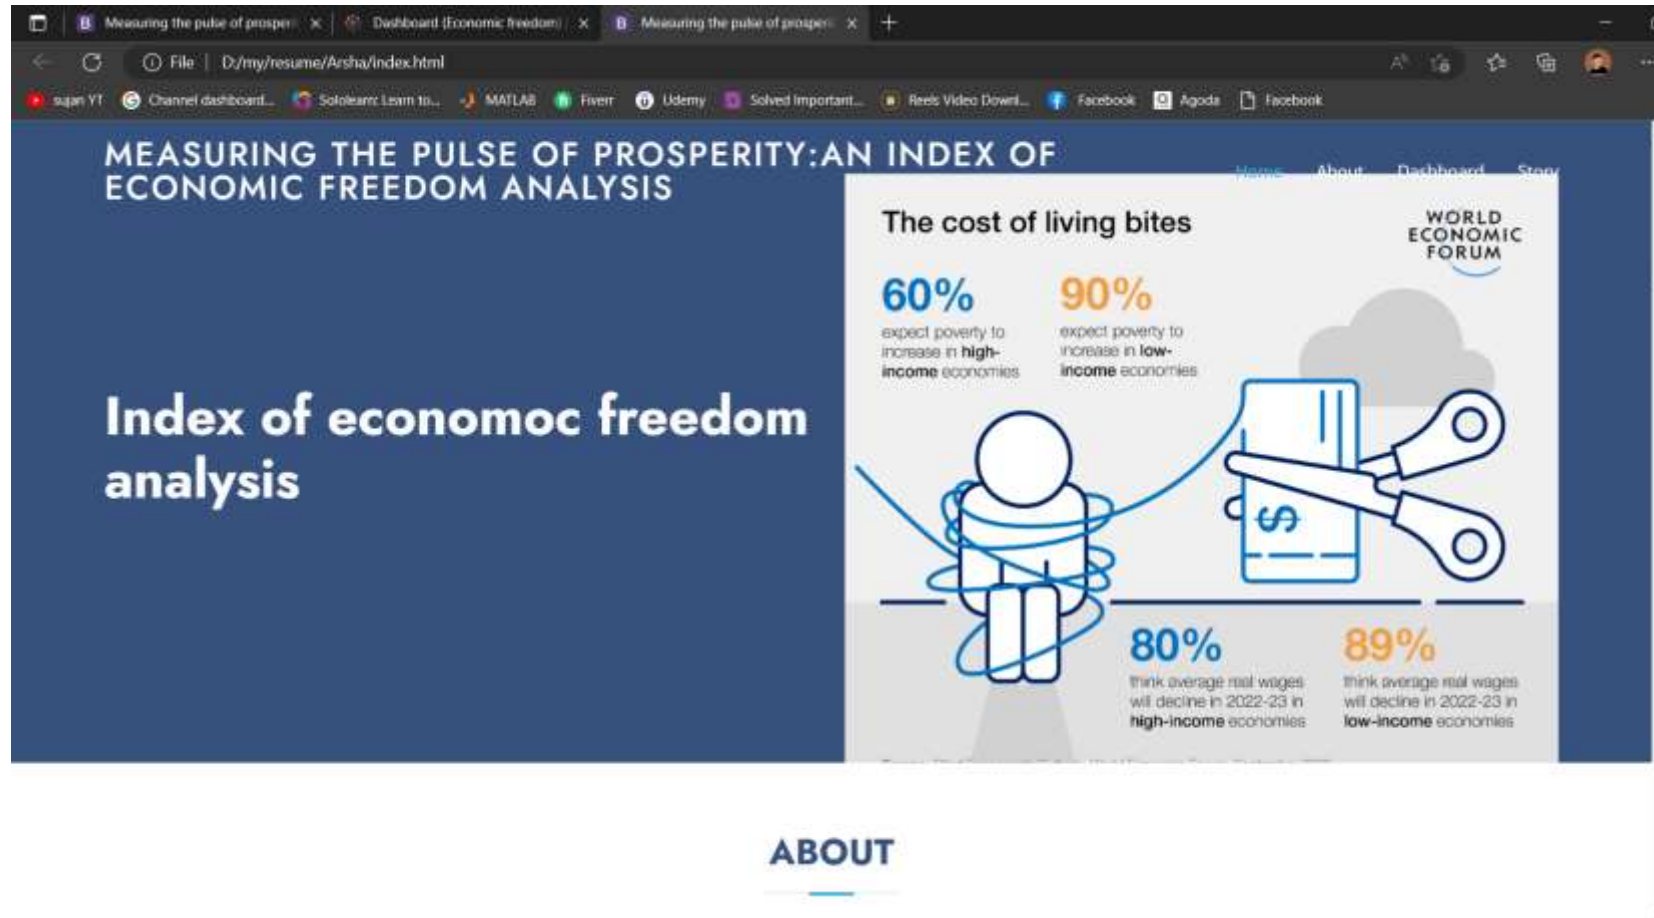 Measuring the pulse of prosperi
Dashboard (Economic freedom)
Measuring the pulse of prosperi
File | D:/my/resume/Arsha/index.html
sujan YT
Channel dashboard...
Sololearn: Learn to...
MATLAB
Fiverr
Udemy
Solved Important...
Reels Video Downl...
Facebook
Agoda
Facebook
MEASURING THE PULSE OF PROSPERITY:AN INDEX OF
ECONOMIC FREEDOM ANALYSIS
Home
About
Dashboard
Story
Index of economoc freedom
analysis
The cost of living bites
WORLD
ECONOMIC
FORUM
60%
expect poverty to
increase in high-
income economies
90%
expect poverty to
increase in low-
income economies
$
80%
think average real wages
will decline in 2022-23 in
high-income economies
89%
think average real wages
will decline in 2022-23 in
low-income economies
ABOUT